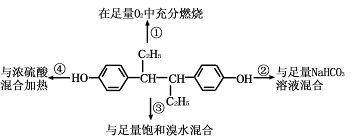 在足量O₂中充分燃烧
①
C₂H₅
与浓硫酸
混合加热
④
HO
CH
CH
OH
②
与足量NaHCO₃
溶液混合
③
C₂H₅
与足量饱和溴水混合